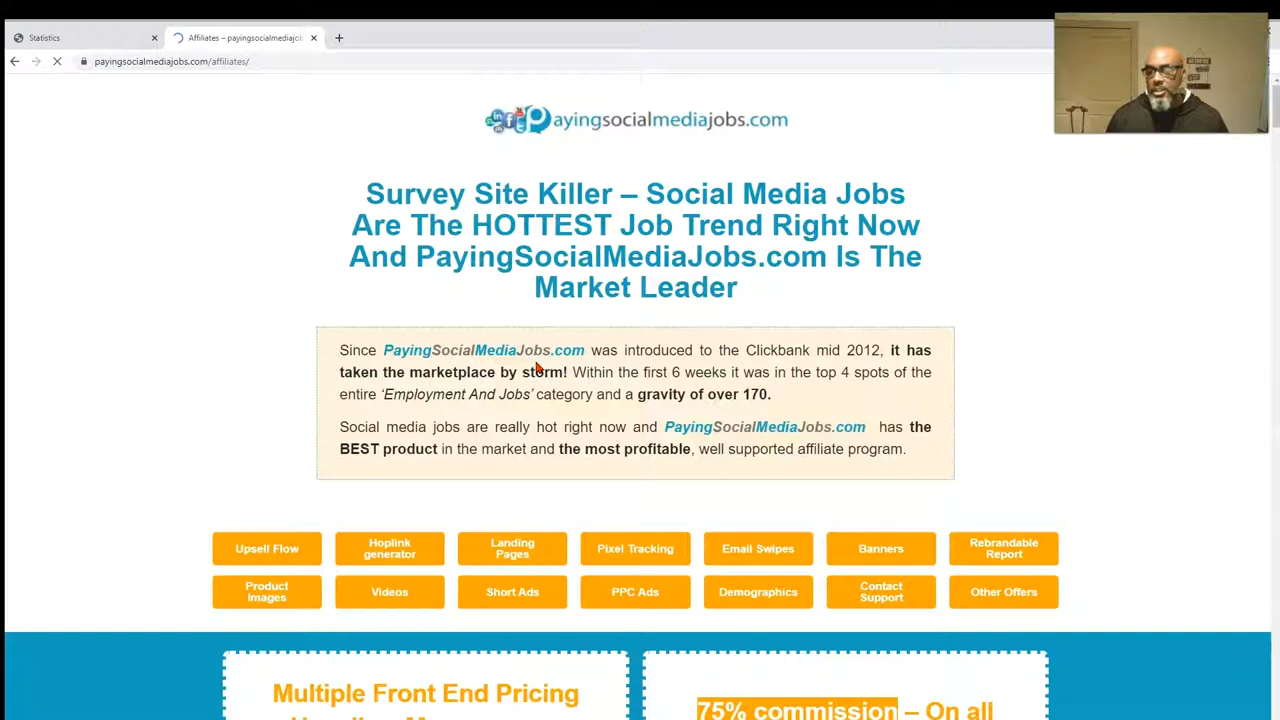 Statistics
Affiliates – payingsocialmediajob
payingsocialmediajobs.com/affiliates/
payingsocialmediajobs.com
Survey Site Killer – Social Media Jobs
Are The HOTTEST Job Trend Right Now
And PayingSocialMediaJobs.com Is The
Market Leader
Since PayingSocialMediaJobs.com was introduced to the Clickbank mid 2012, it has
taken the marketplace by storm! Within the first 6 weeks it was in the top 4 spots of the
entire ‘Employment And Jobs’ category and a gravity of over 170.
Social media jobs are really hot right now and PayingSocialMediaJobs.com has the
BEST product in the market and the most profitable, well supported affiliate program.
Upsell Flow
Hoplink
generator
Landing
Pages
Pixel Tracking
Email Swipes
Banners
Rebrandable
Report
Product
Images
Videos
Short Ads
PPC Ads
Demographics
Contact
Support
Other Offers
Multiple Front End Pricing
75% commission – On all